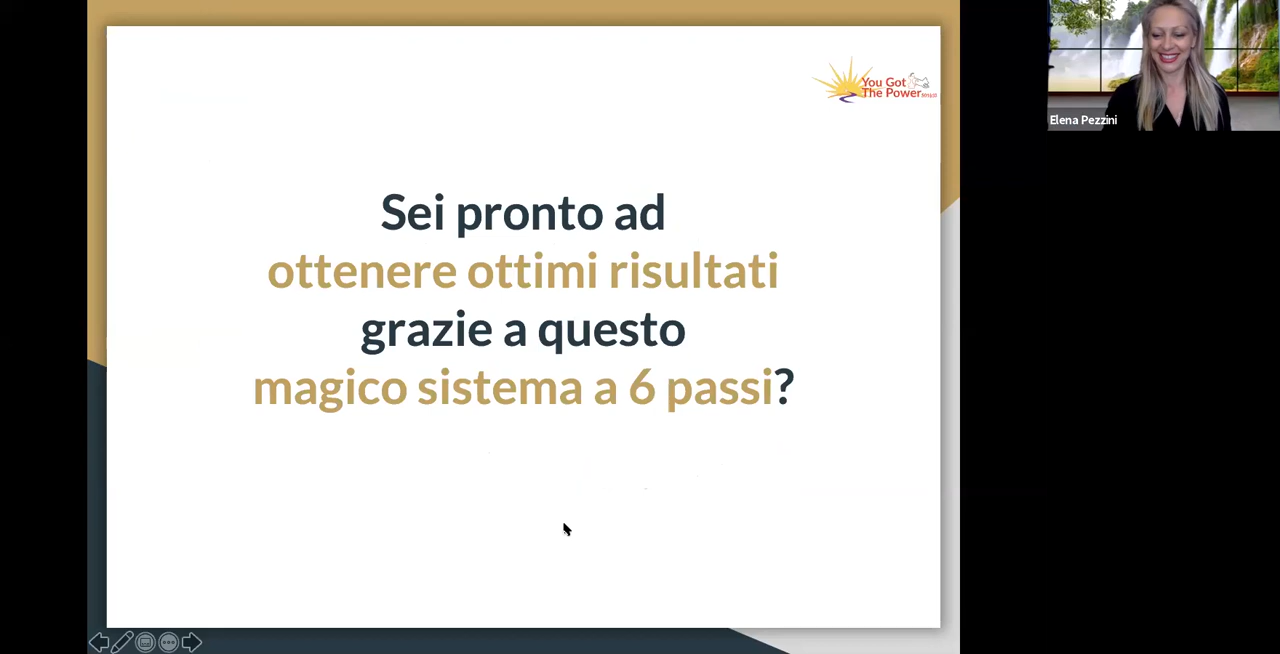 You Got
The Power
Elena Pezzini
Sei pronto ad
ottenere ottimi risultati
grazie a questo
magico sistema a 6 passi?